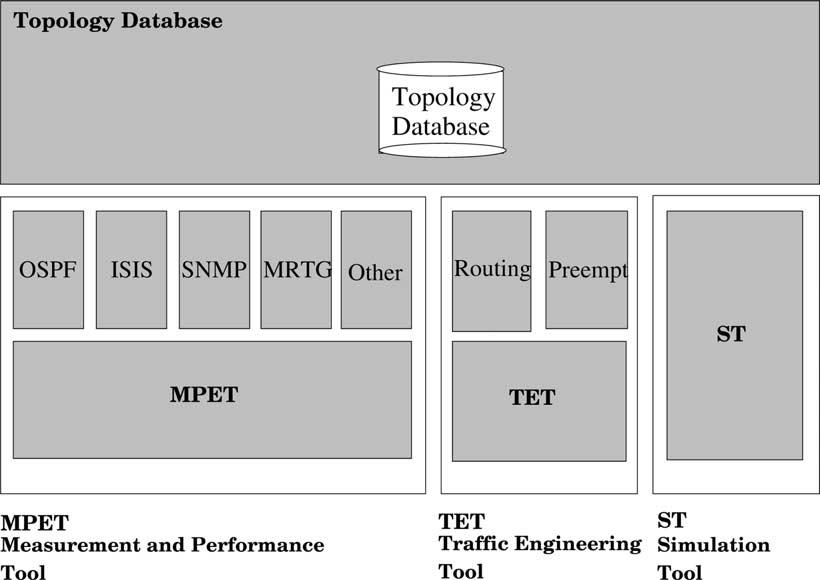 Topology Database
Topology
Database
OSPF
ISIS
SNMP
MRTG
Other
Routing
Preempt
MPET
TET
ST
MPET
Measurement and Performance
Tool
TET
Traffic Engineering
Tool
ST
Simulation
Tool